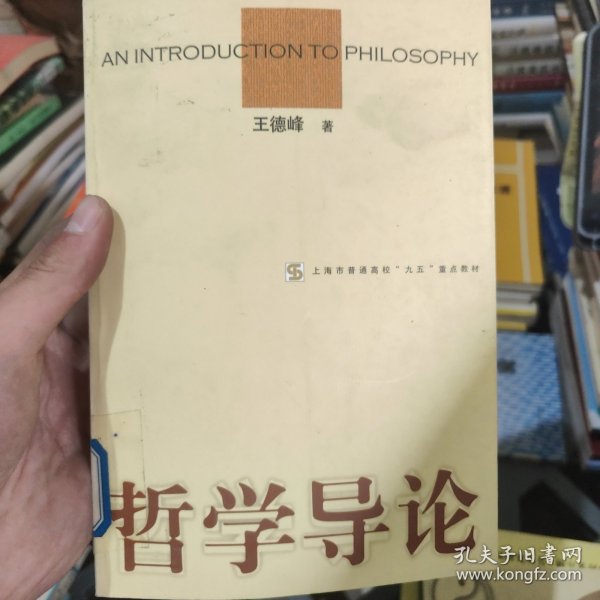 AN INTRODUCTION TO PHILOSOPHY
王德峰 著
上海市普通高校“九五”重点教材
哲学导论
孔夫子旧书网
www.kongfz.com